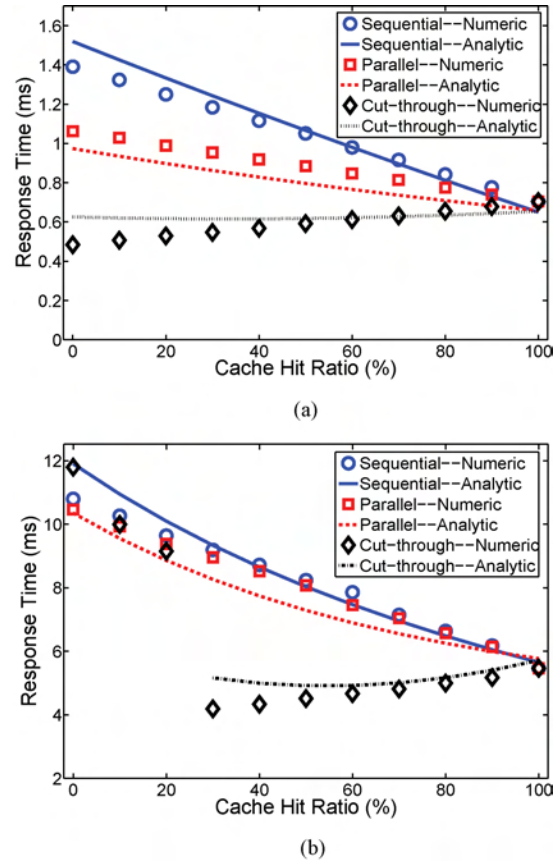 1.6
1.4
1.2
1
0.8
0.6
0.4
0.2
0
Response Time (ms)
Sequential--Numeric
Sequential--Analytic
Parallel--Numeric
Parallel--Analytic
Cut-through--Numeric
Cut-through--Analytic
0 20 40 60 80 100
Cache Hit Ratio (%)
(a)
12
10
8
6
4
2
Response Time (ms)
Sequential--Numeric
Sequential--Analytic
Parallel--Numeric
Parallel--Analytic
Cut-through--Numeric
Cut-through--Analytic
0 20 40 60 80 100
Cache Hit Ratio (%)
(b)